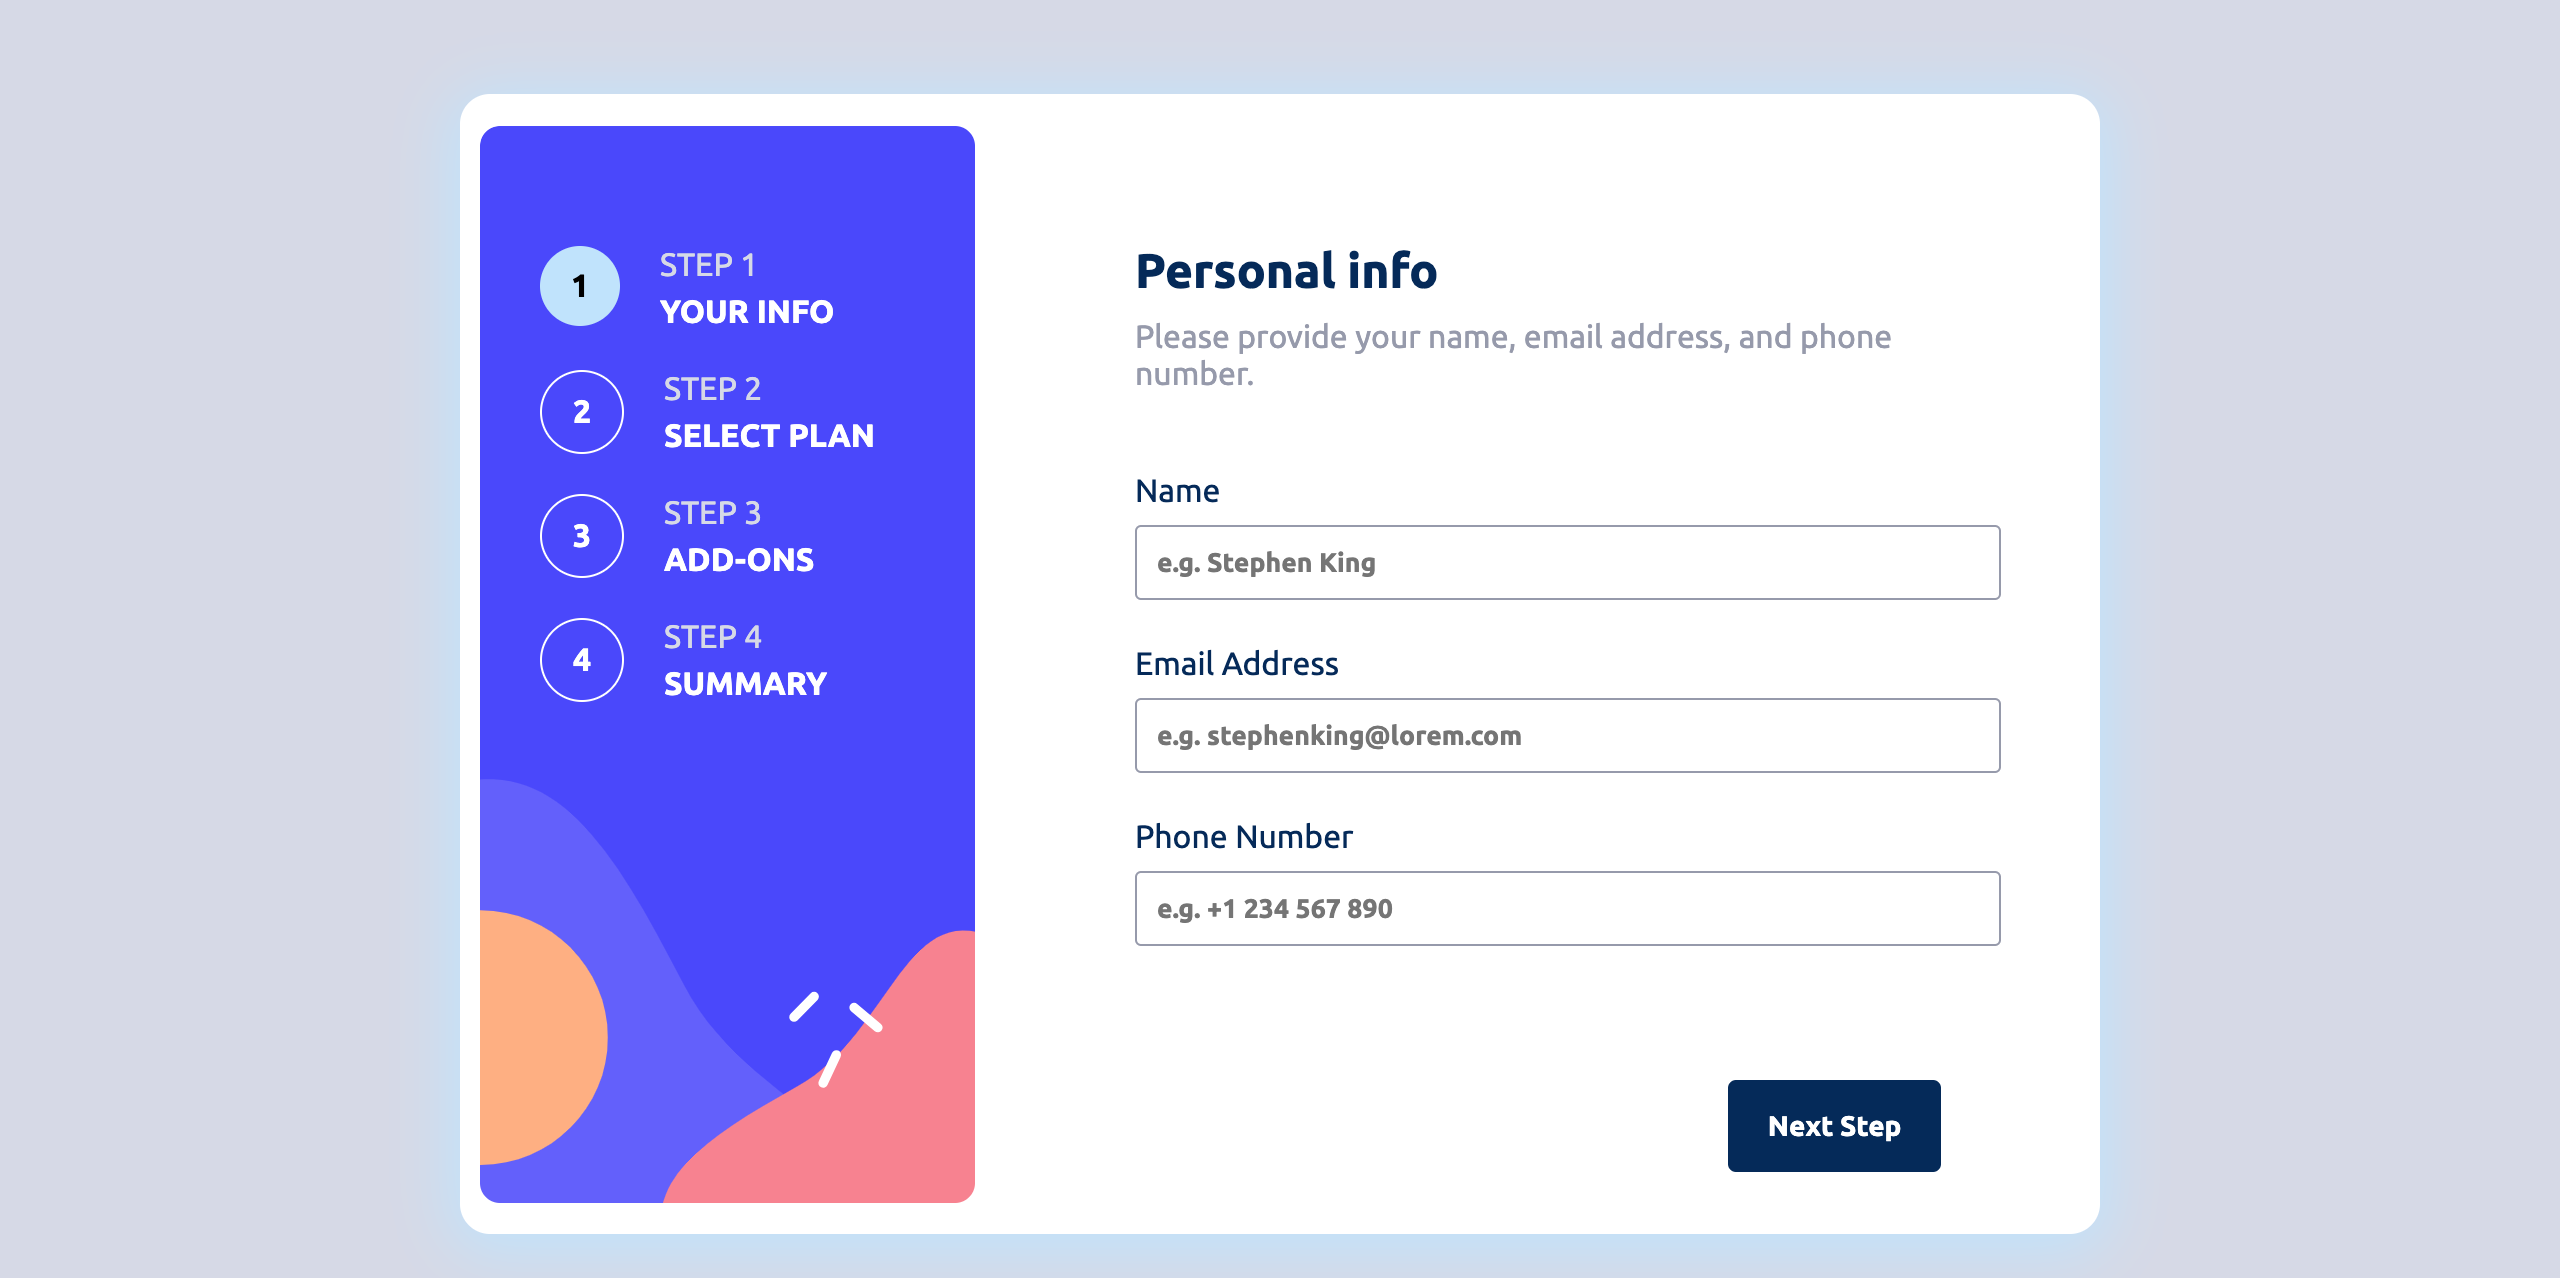 1
STEP 1
YOUR INFO
2
STEP 2
SELECT PLAN
3
STEP 3
ADD-ONS
4
STEP 4
SUMMARY
Personal info
Please provide your name, email address, and phone
number.
Name
e.g. Stephen King
Email Address
e.g. stephenking@lorem.com
Phone Number
e.g. +1 234 567 890
Next Step